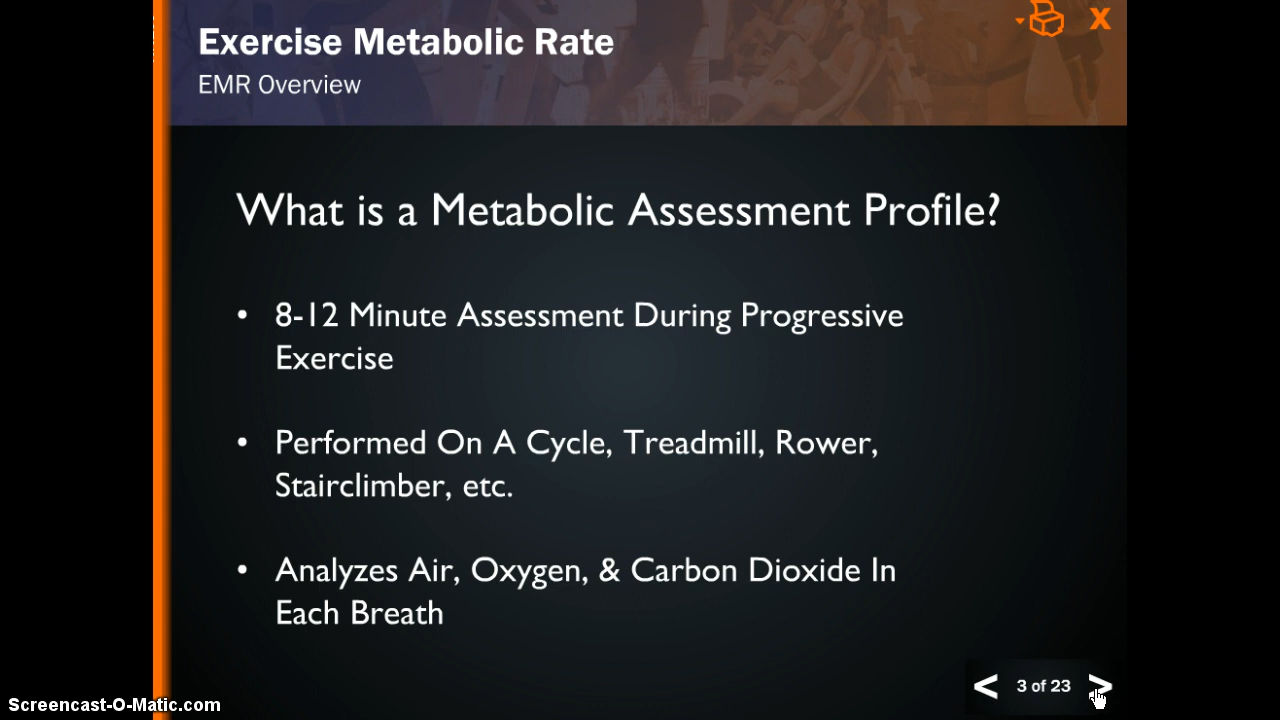 Exercise Metabolic Rate
EMR Overview
X
What is a Metabolic Assessment Profile?
• 8-12 Minute Assessment During Progressive
Exercise
• Performed On A Cycle, Treadmill, Rower,
Stairclimber, etc.
• Analyzes Air, Oxygen, & Carbon Dioxide In
Each Breath
< 3 of 23 >
Screencast-O-Matic.com